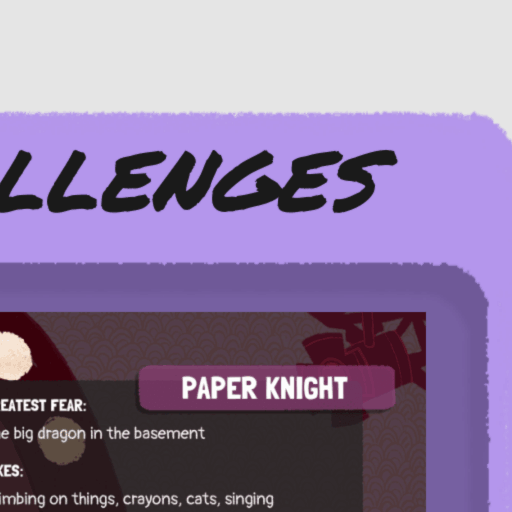 LLENGES
PAPER KNIGHT
EATEST FEAR:
e big dragon in the basement
KES:
imbing on things, crayons, cats, singing